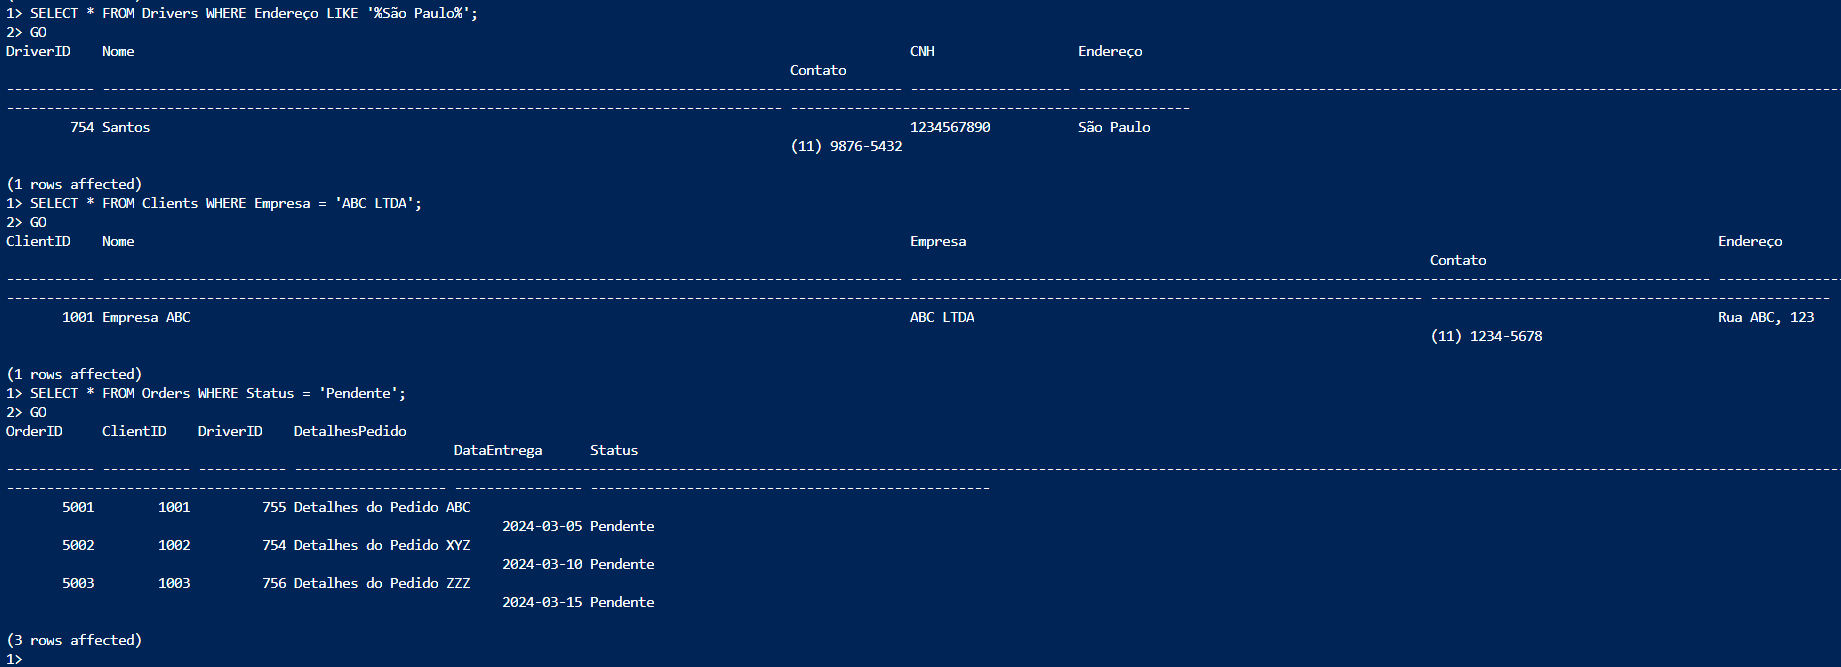 1> SELECT * FROM Drivers WHERE Endereço LIKE '%São Paulo%';
2> GO
DriverID Nome CNH Endereço
Contato
----------- ---------------------------------------------------------------------------------------------------- -------------------- -----------------------------------------------------------------------------------------------
------------------------------------------------------------------------------------------------- --------------------------------------------------
754 Santos 1234567890 São Paulo
(11) 9876-5432
(1 rows affected)
1> SELECT * FROM Clients WHERE Empresa = 'ABC LTDA';
2> GO
ClientID Nome Empresa Endereço
Contato
----------- ---------------------------------------------------------------------------------------------------- ---------------------------------------------------------------------------------------------------- ---------------
--------------------------------------------------------------------------------------------------------------------------------------------------------------------------------- --------------------------------------------------
1001 Empresa ABC ABC LTDA Rua ABC, 123
(11) 1234-5678
(1 rows affected)
1> SELECT * FROM Orders WHERE Status = 'Pendente';
2> GO
OrderID ClientID DriverID DetalhesPedido
DataEntrega Status
----------- ----------- ----------- -------------------------------------------------------------------------------------------------------------------------------------------------------------------------------------------------
------------------------------------------------------- ---------------- --------------------------------------------------
5001 1001 755 Detalhes do Pedido ABC
2024-03-05 Pendente
5002 1002 754 Detalhes do Pedido XYZ
2024-03-10 Pendente
5003 1003 756 Detalhes do Pedido ZZZ
2024-03-15 Pendente
(3 rows affected)
1>